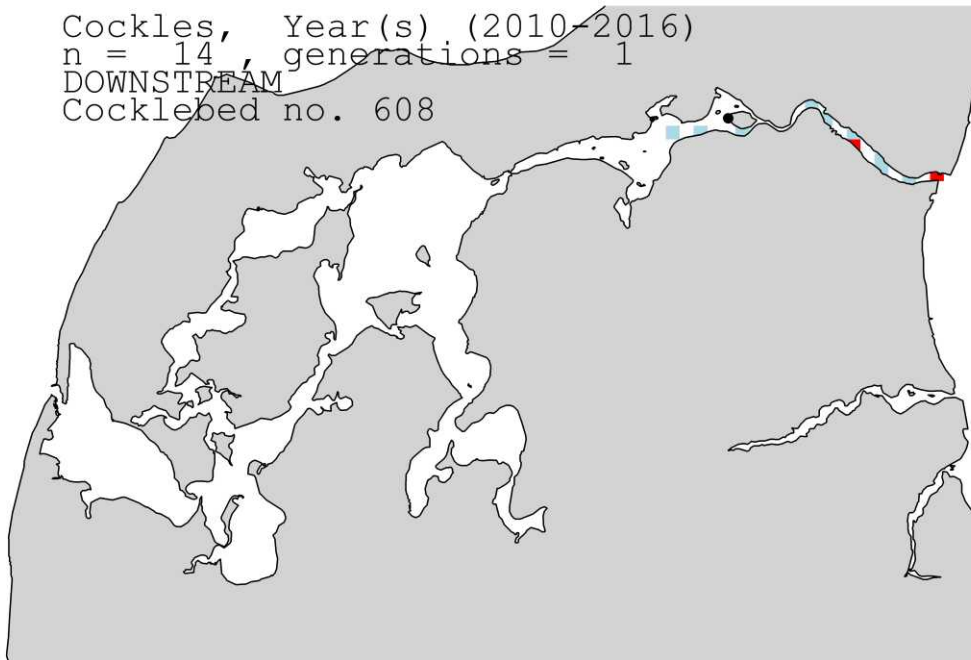 Cockles, Year(s) (2010-2016)
n = 14, generations = 1
DOWNSTREAM
Cocklebed no. 608